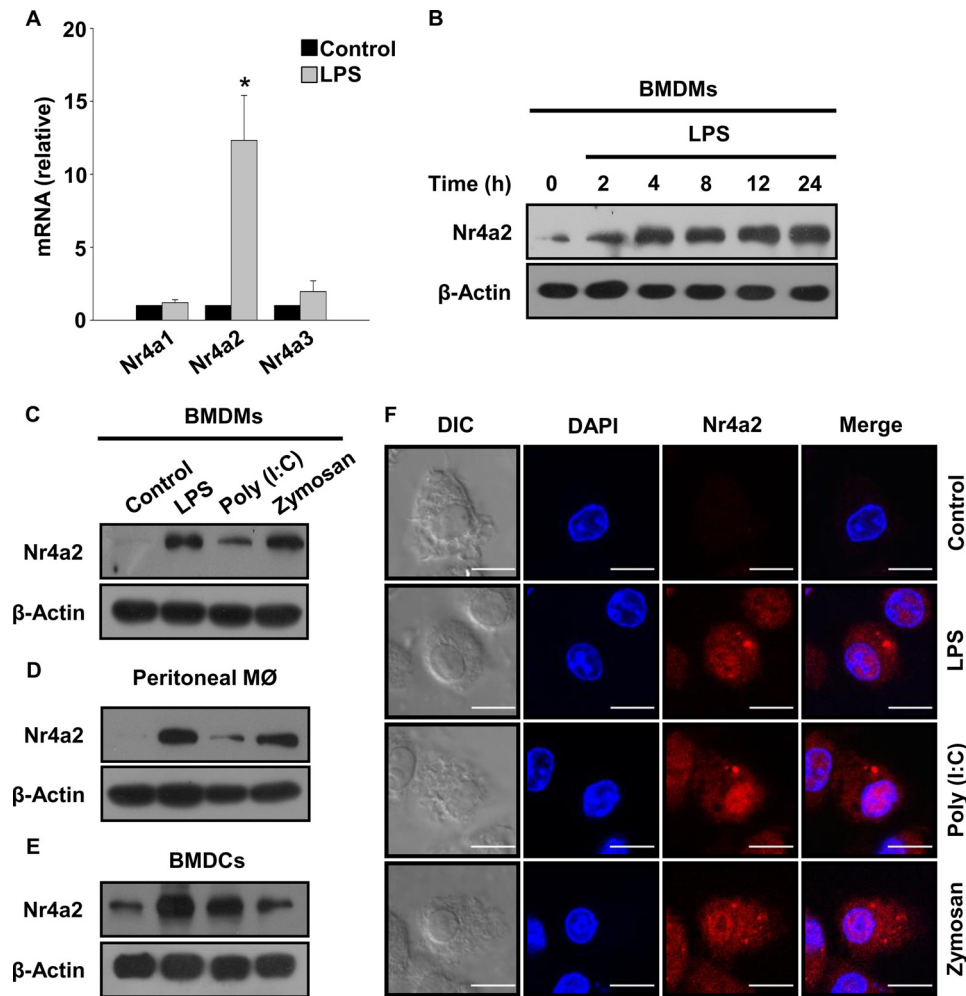 A
20
15
10
5
0
mRNA (relative)
Control
LPS
*
Nr4a1
Nr4a2
Nr4a3
B
BMDMs
LPS
Time (h) 0 2 4 8 12 24
Nr4a2
β-Actin
C
BMDMs
Control LPS Poly (I:C) Zymosan
Nr4a2
β-Actin
D
Peritoneal MØ
Nr4a2
β-Actin
E
BMDCs
Nr4a2
β-Actin
F
DIC DAPI Nr4a2 Merge
Control
LPS
Poly (I:C)
Zymosan